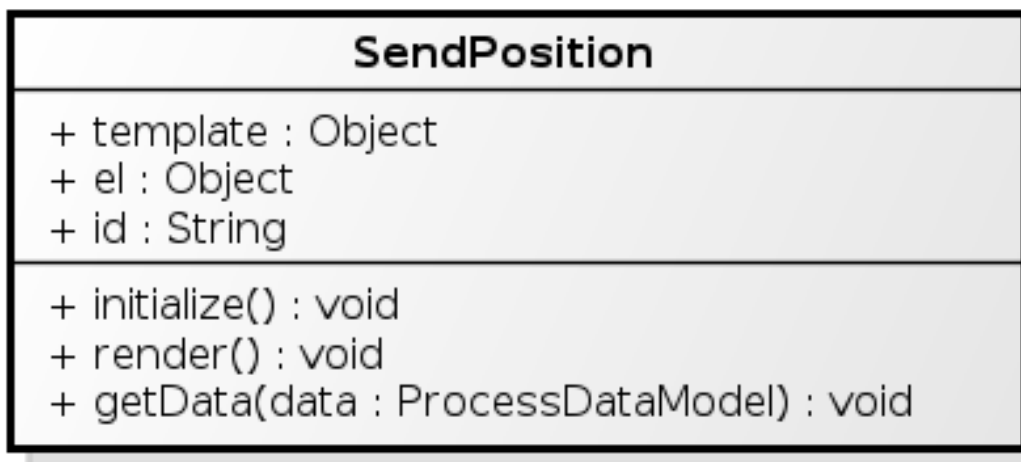 SendPosition
+ template : Object
+ el : Object
+ id : String
+ initialize() : void
+ render() : void
+ getData(data : ProcessDataModel) : void